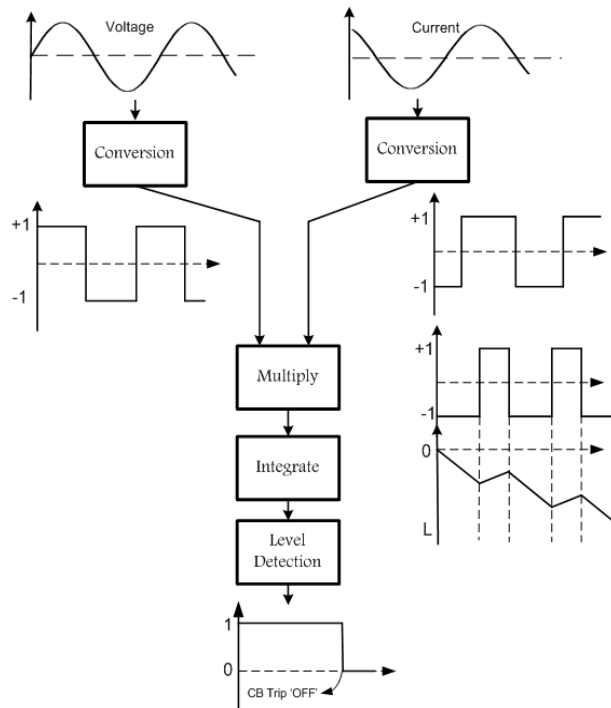 Voltage
Current
Conversion
Conversion
+1
-1
+1
-1
+1
-1
0
L
Multiply
Integrate
Level
Detection
1
0
CB Trip 'OFF'